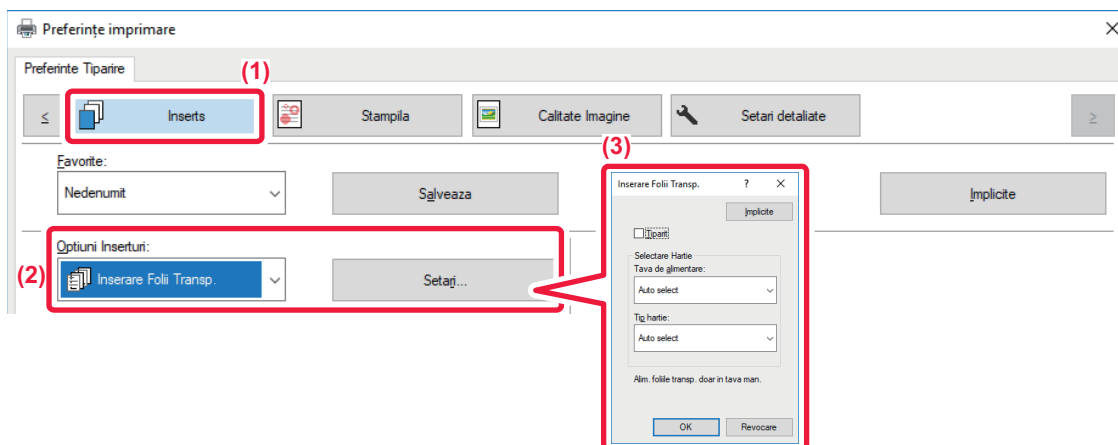 Preferințe imprimare
Preferinte Tiparire
(1)
<
Inserts
Stampila
Calitate Imagine
Setari detaliate
>
(3)
Favorite:
Nedenumit
Salveaza
Implicite
(2)
Optiuni Inserturi:
Inserare Folii Transp.
Setari...
Inserare Folii Transp.
?
Implicite
Tiparit
Selectare Hartie
Tava de alimentare:
Auto select
Tip hartie:
Auto select
Alim. foliile transp. doar in tava man.
OK
Revocare